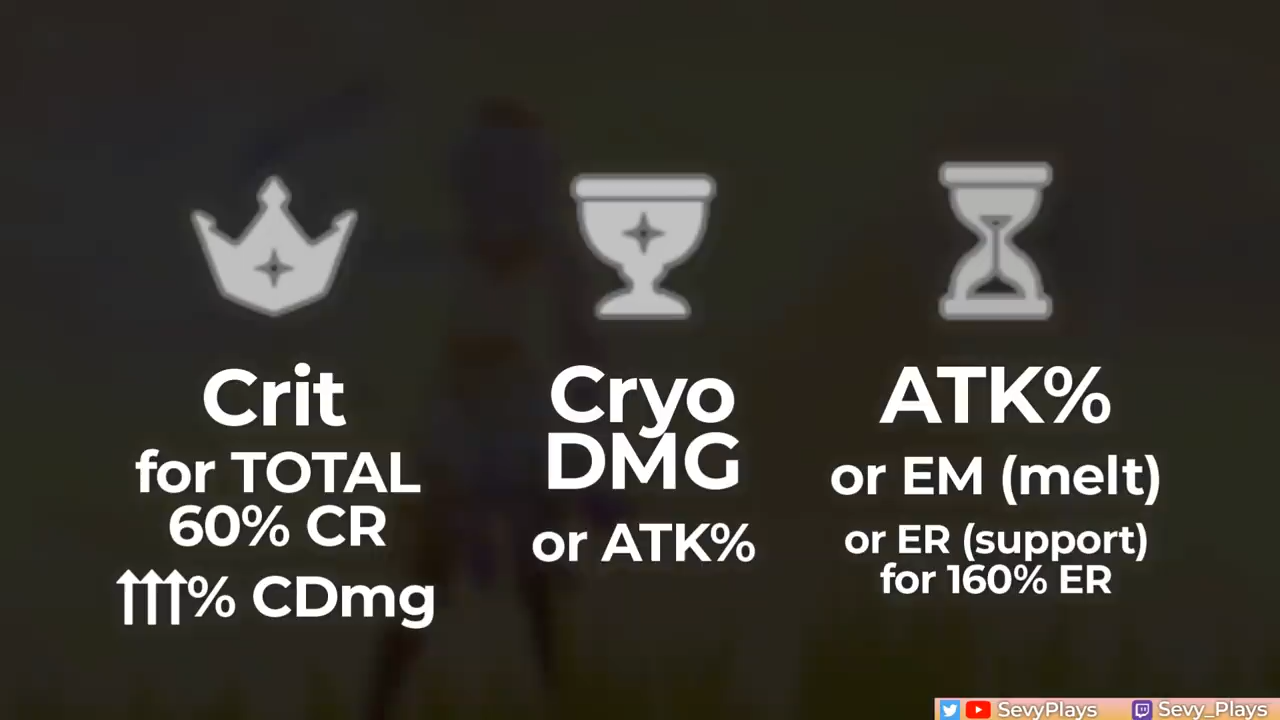 Crit
for TOTAL
60% CR
↑↑↑% CDmg
Cryo
DMG
or ATK%
ATK%
or EM (melt)
or ER (support)
for 160% ER
SevyPlays
Sevy_Plays